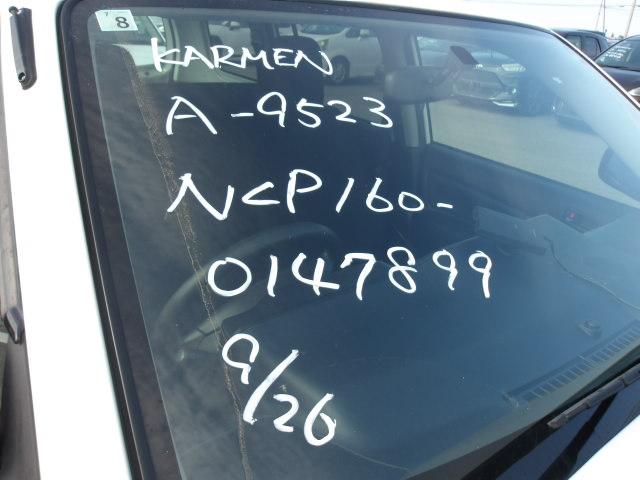 8
KARMEN
A-9523
NCP160-
0147899
9/26